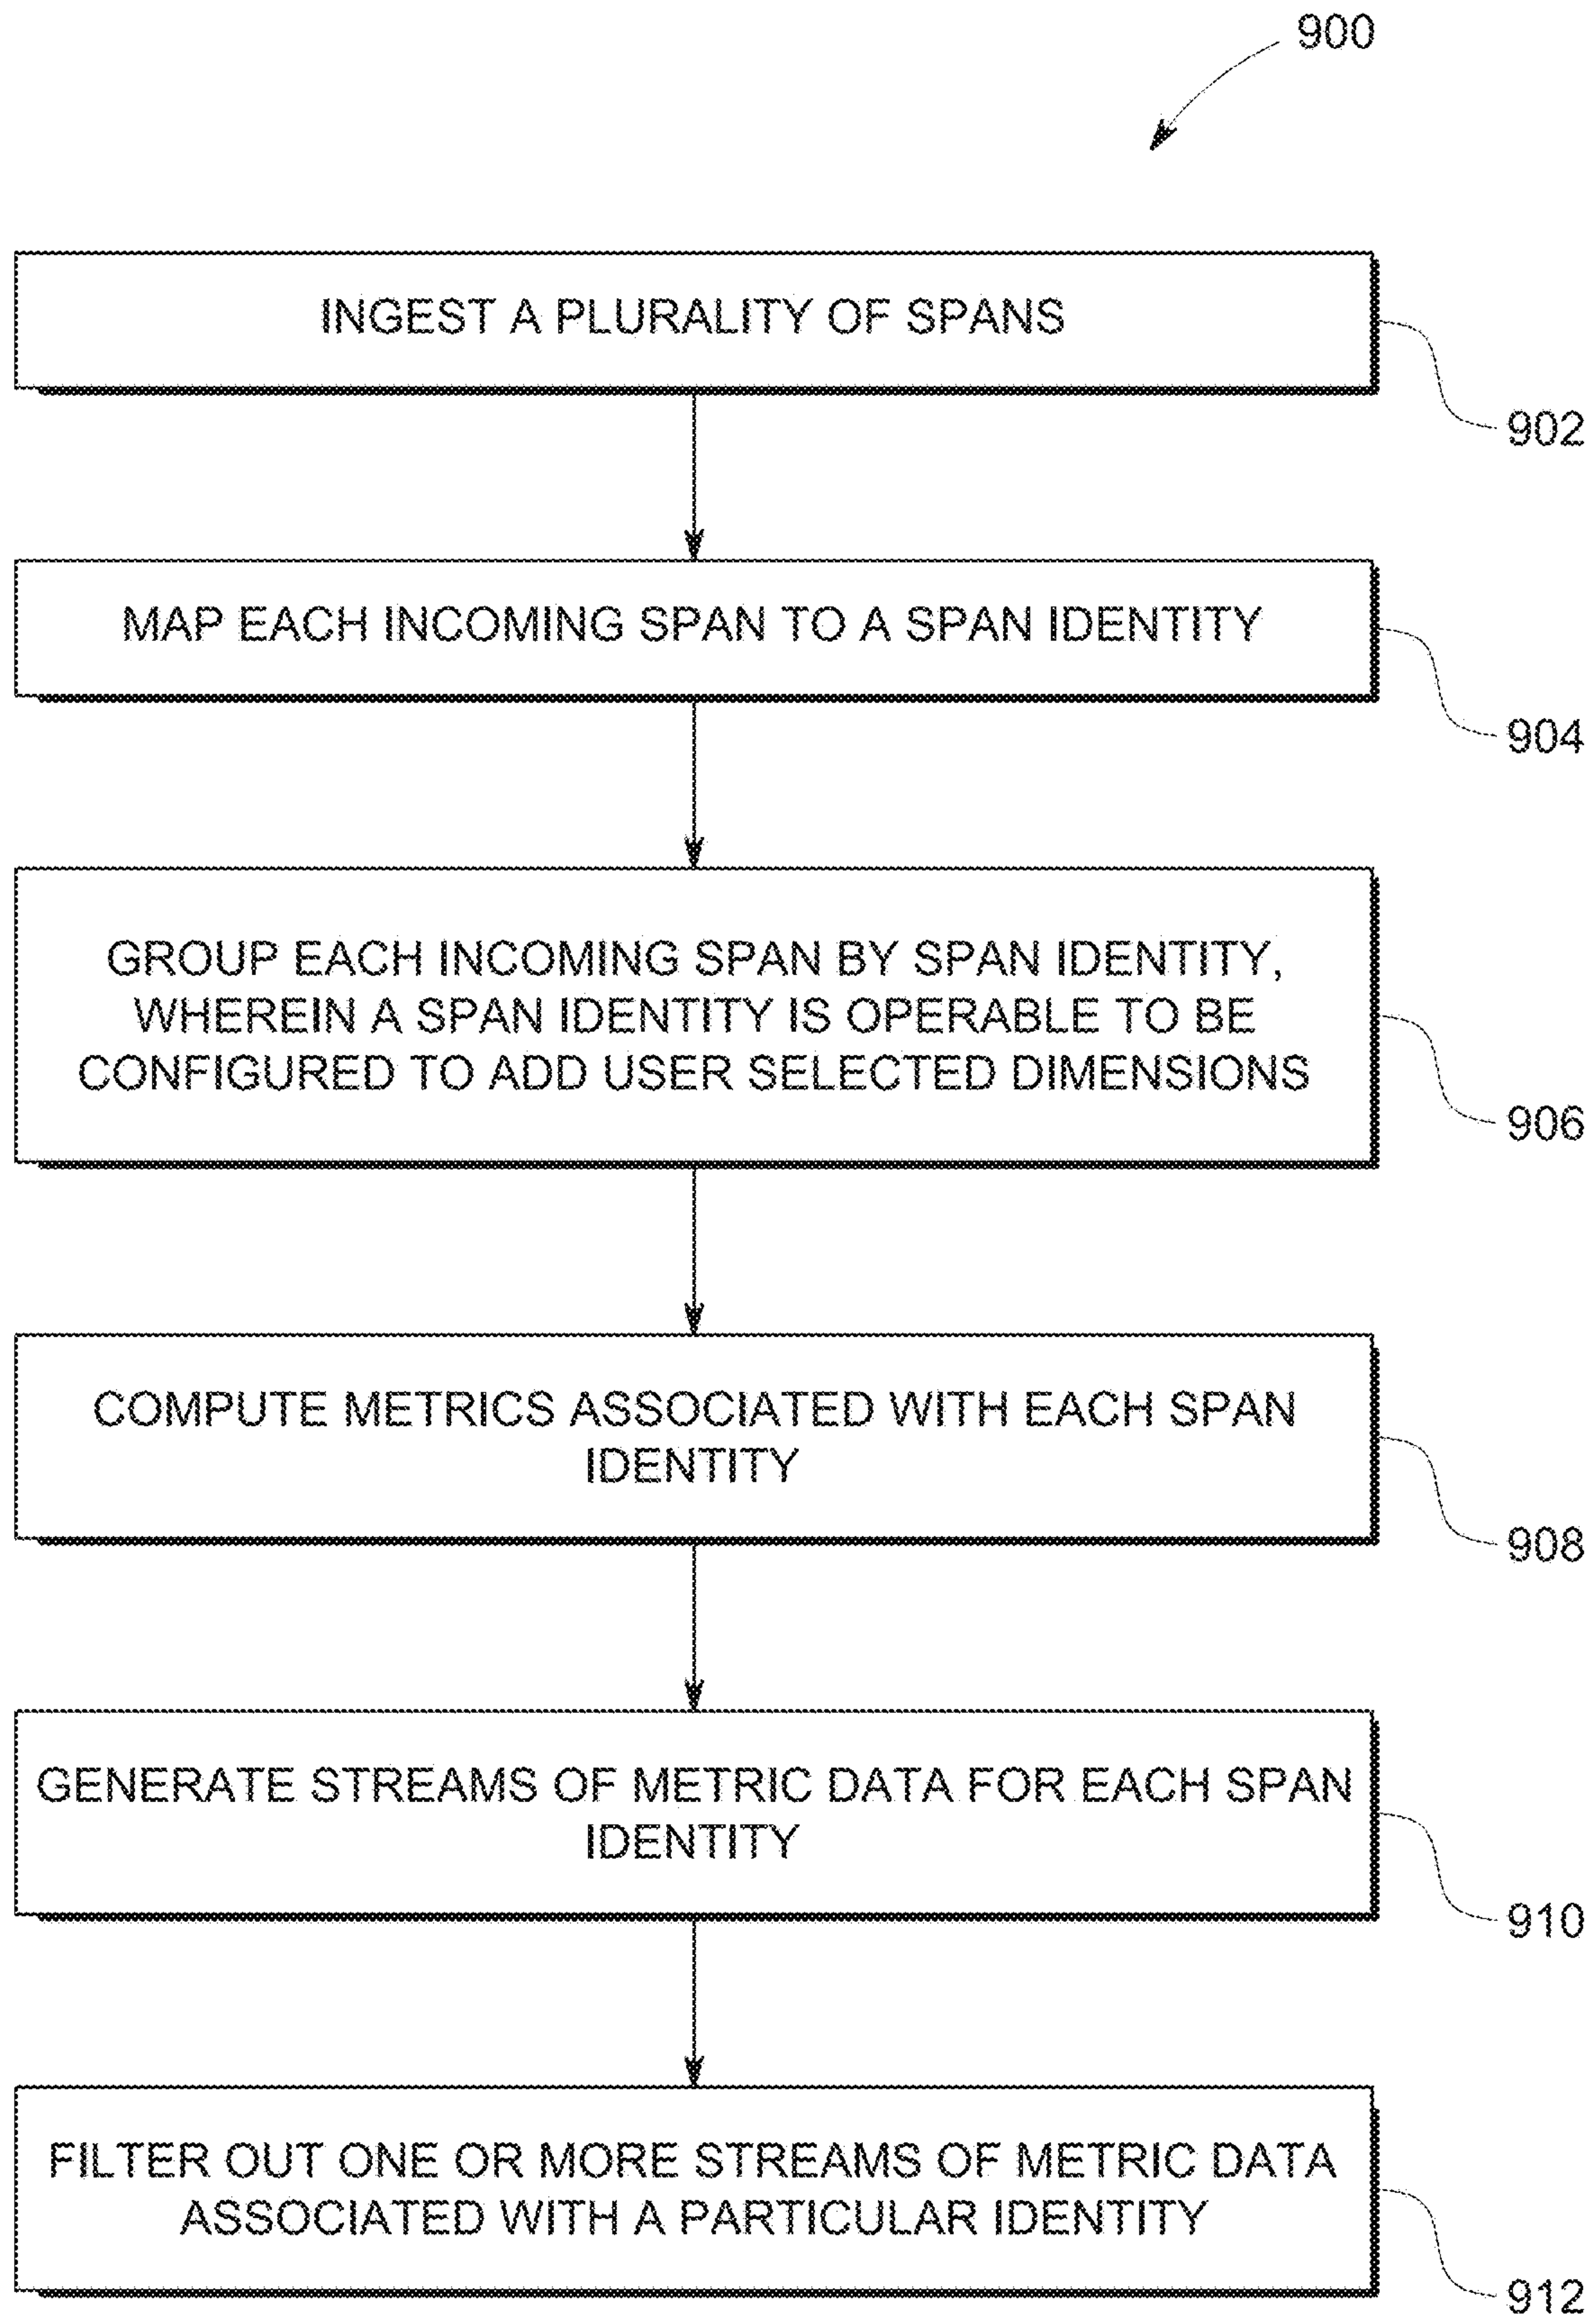 900
INGEST A PLURALITY OF SPANS
902
MAP EACH INCOMING SPAN TO A SPAN IDENTITY
904
GROUP EACH INCOMING SPAN BY SPAN IDENTITY,
WHEREIN A SPAN IDENTITY IS OPERABLE TO BE
CONFIGURED TO ADD USER SELECTED DIMENSIONS
906
COMPUTE METRICS ASSOCIATED WITH EACH SPAN
IDENTITY
908
GENERATE STREAMS OF METRIC DATA FOR EACH SPAN
IDENTITY
910
FILTER OUT ONE OR MORE STREAMS OF METRIC DATA
ASSOCIATED WITH A PARTICULAR IDENTITY
912